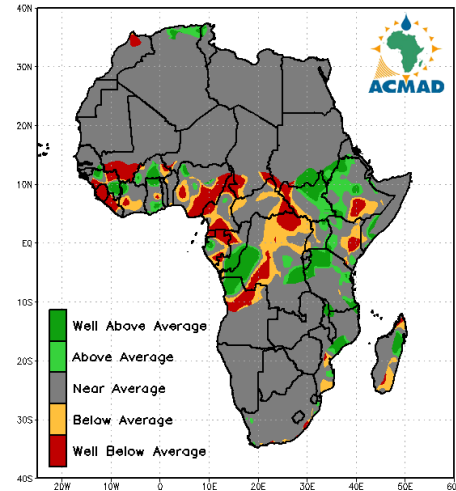 40N
ACMAD
30N
20N
10N
EQ
10S
Well Above Average
Above Average
20S
Near Average
Below Average
30S
Well Below Average
40S
20W
10W
0
10E
20E
30E
40E
50E
60